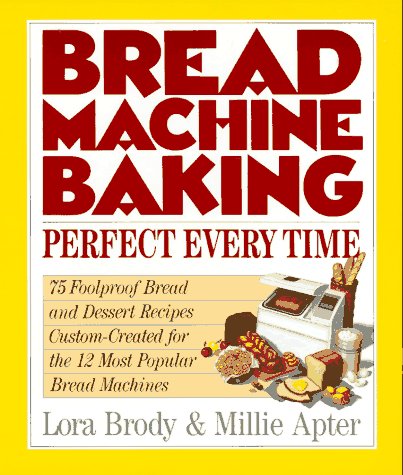 BREAD
MACHINE
BAKING
PERFECT EVERY TIME
75 Foolproof Bread
and Dessert Recipes
Custom-Created for
the 12 Most Popular
Bread Machines
Lora Brody & Millie Apter